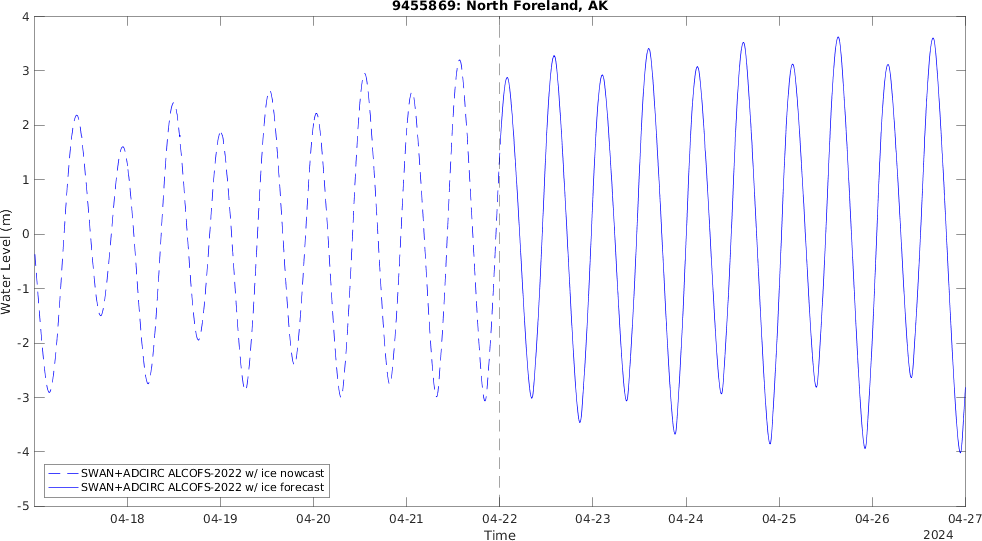 9455869: North Foreland, AK
4
3
2
1
0
-1
-2
-3
-4
-5
Water Level (m)
SWAN+ADCIRC ALCOFS-2022 w/ ice nowcast
SWAN+ADCIRC ALCOFS-2022 w/ ice forecast
04-18 04-19 04-20 04-21 04-22 04-23 04-24 04-25 04-26 04-27
Time
2024